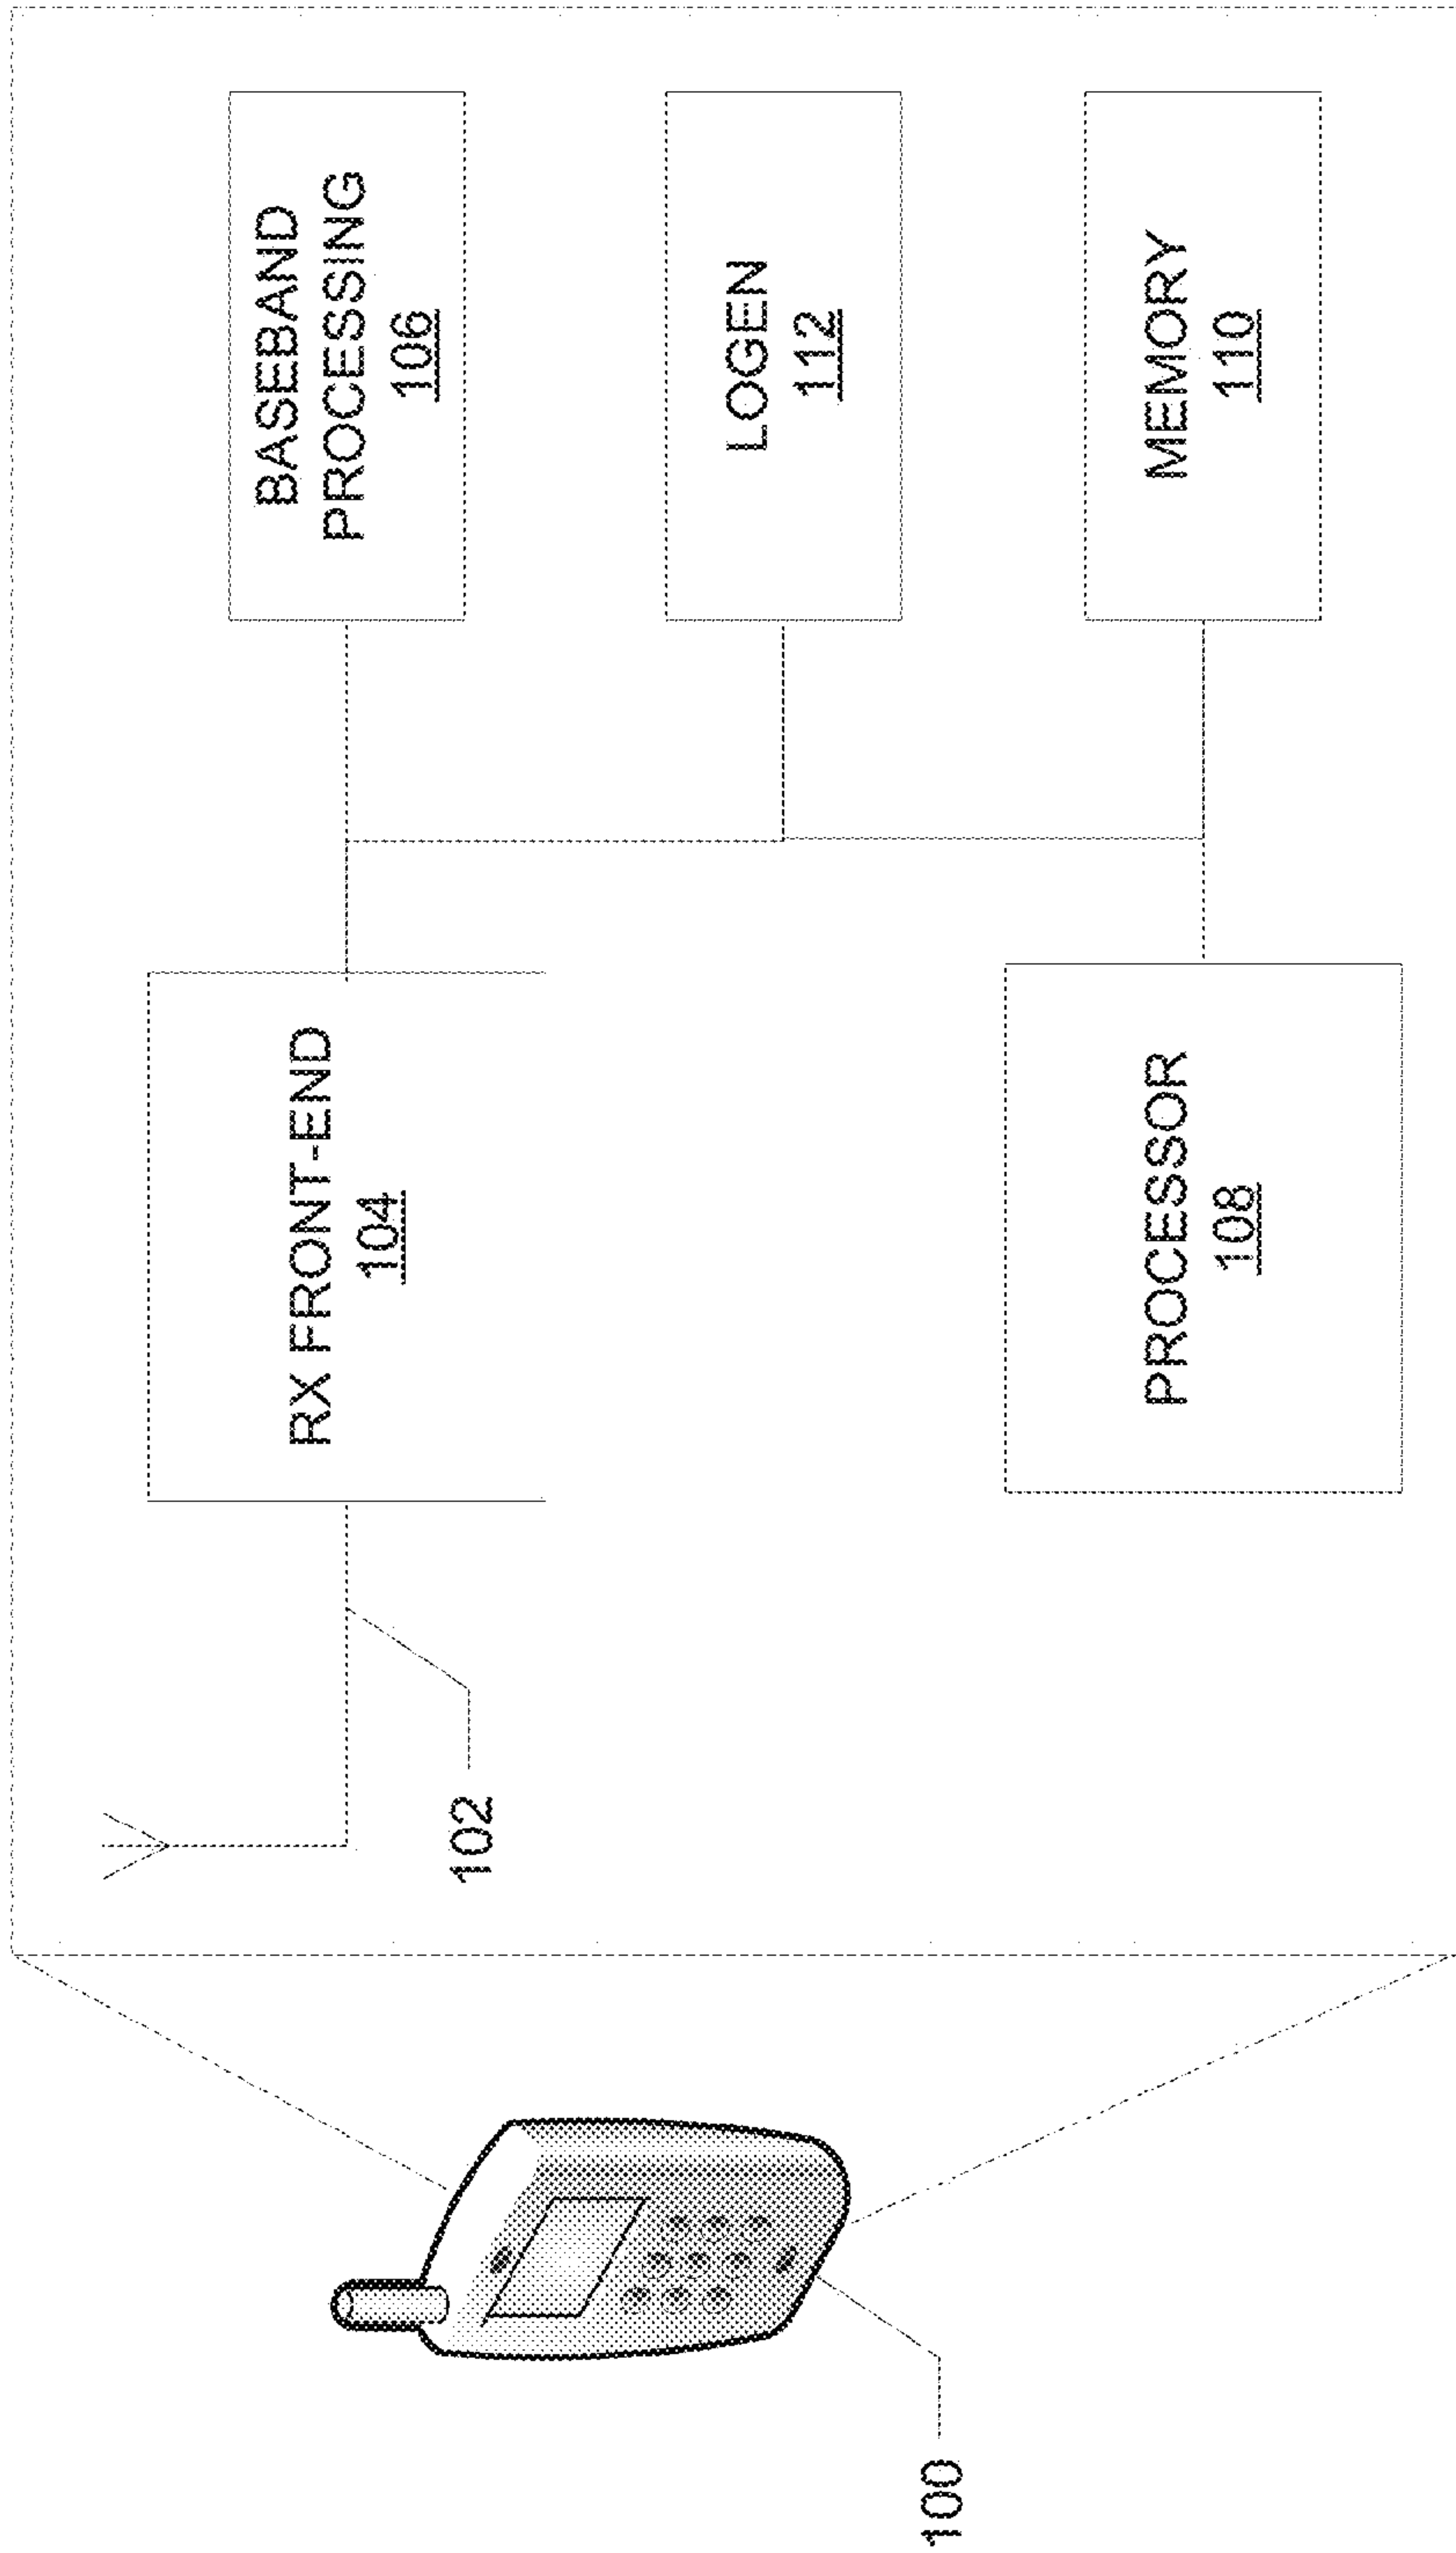 100
102
RX FRONT-END
104
BASEBAND
PROCESSING
106
LOGEN
112
PROCESSOR
108
MEMORY
110